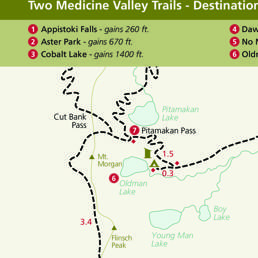 Two Medicine Valley Trails - Destination
1 Appistoki Falls - gains 260 ft.
2 Aster Park - gains 670 ft.
3 Cobalt Lake - gains 1400 ft.
4 Daw
5 No M
6 Oldm
Pitamakan
Lake
Cut Bank
Pass
7 Pitamakan Pass
Mt.
Morgan
1.5
0.3
6
Oldman
Lake
Boy
Lake
3.4
Flinsch
Peak
Young Man
Lake